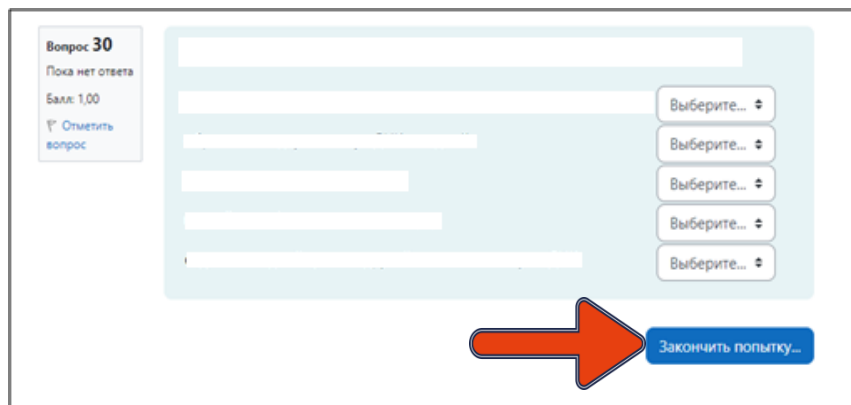 Вопрос 30
Пока нет ответа
Балл: 1,00
Отметить
вопрос
Выберите...
Выберите...
Выберите...
Выберите...
Выберите...
Закончить попытку...